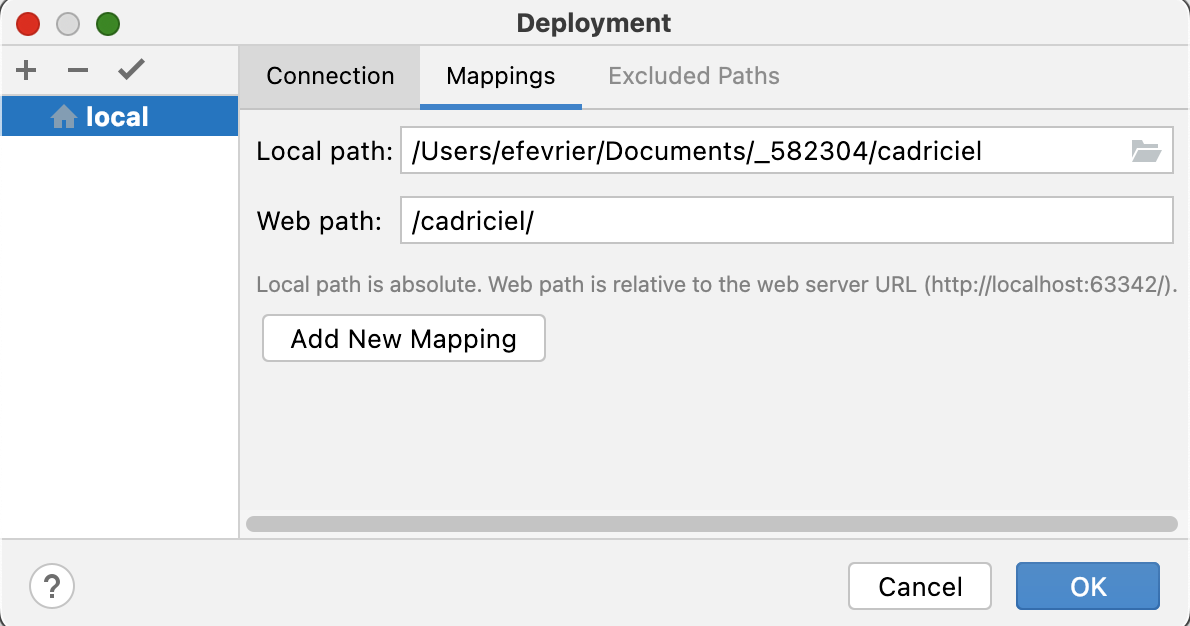 Deployment
local
Connection Mappings Excluded Paths
Local path: /Users/efevrier/Documents/_582304/cadriciel
Web path: /cadriciel/
Local path is absolute. Web path is relative to the web server URL (http://localhost:63342/).
Add New Mapping
? Cancel OK